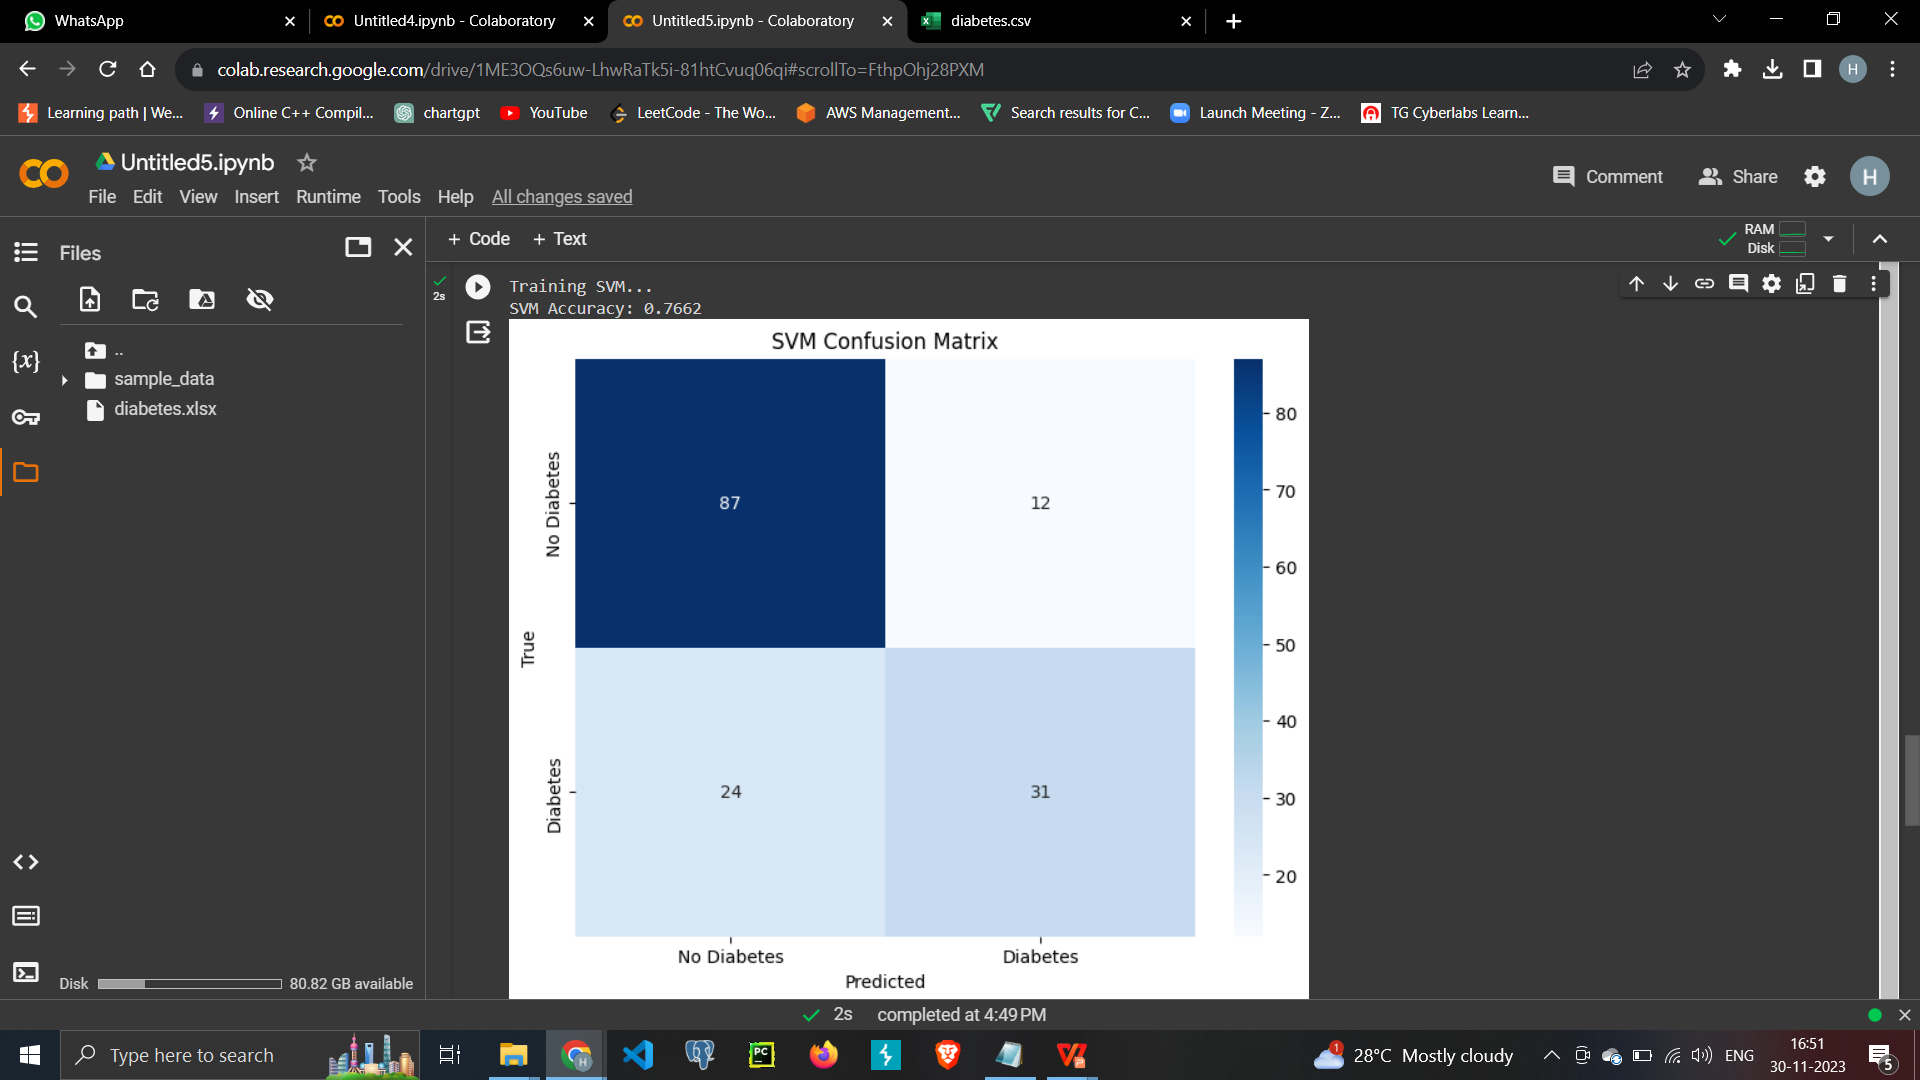 WhatsApp
Untitled4.ipynb - Colaboratory
Untitled5.ipynb - Colaboratory
diabetes.csv
colab.research.google.com/drive/1ME3OQs6uw-LhwRaTk5i-81htCvuq06qi#scrollTo=FthpOhj28PXM
H
Learning path | We...
Online C++ Compil...
chartgpt
YouTube
LeetCode - The Wo...
AWS Management...
Search results for C...
Launch Meeting - Z...
TG Cyberlabs Learn...
Untitled5.ipynb
Comment
Share
H
File Edit View Insert Runtime Tools Help All changes saved
Files
+ Code + Text
RAM
Disk
..
sample_data
diabetes.xlsx
{x}
2s
Training SVM...
SVM Accuracy: 0.7662
SVM Confusion Matrix
No Diabetes
Diabetes
True
87
12
24
31
No Diabetes
Diabetes
Predicted
80
70
60
50
40
30
20
Disk
80.82 GB available
2s completed at 4:49 PM
Type here to search
PC
H
1
28°C Mostly cloudy
ENG
16:51
30-11-2023
5